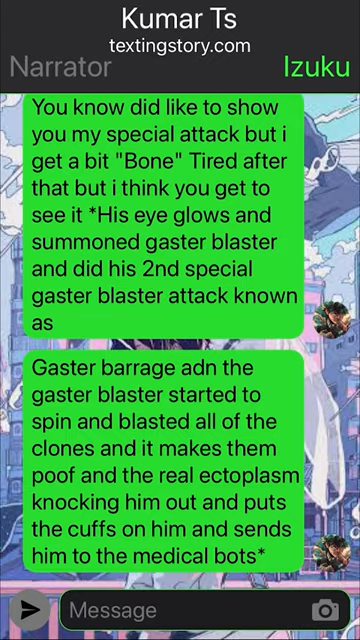 Kumar Ts
textingstory.com
Narrator
Izuku
You know did like to show
you my special attack but i
get a bit "Bone" Tired after
that but i think you get to
see it *His eye glows and
summoned gaster blaster
and did his 2nd special
gaster blaster attack known
as
Gaster barrage adn the
gaster blaster started to
spin and blasted all of the
clones and it makes them
poof and the real ectoplasm
knocking him out and puts
the cuffs on him and sends
him to the medical bots*
Message